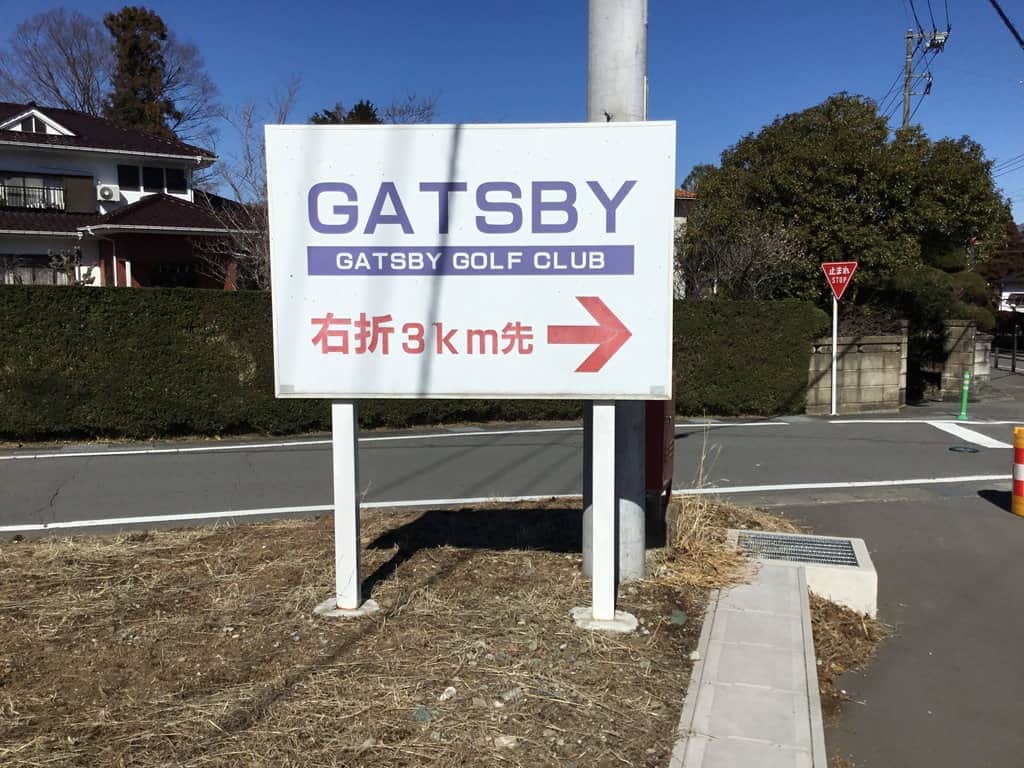 GATSBY
GATSBY GOLF CLUB
右折3km先
止まれ
STOP